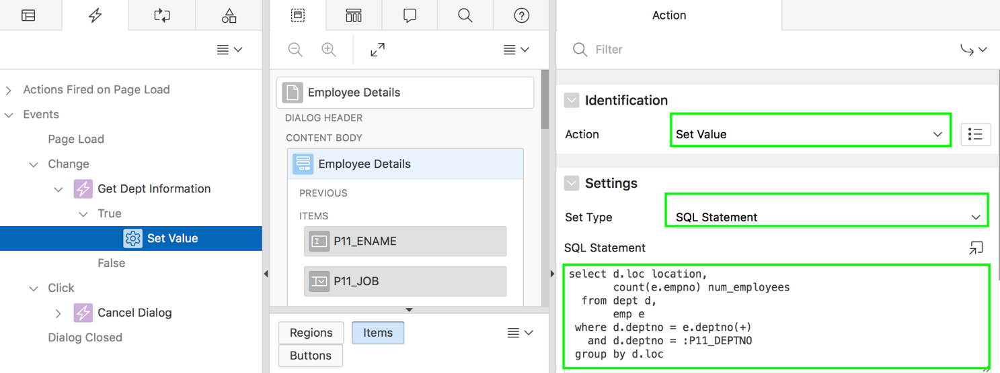 Actions Fired on Page Load
Events
Page Load
Change
Get Dept Information
True
Set Value
False
Click
Cancel Dialog
Dialog Closed
Employee Details
DIALOG HEADER
CONTENT BODY
Employee Details
PREVIOUS
ITEMS
P11_ENAME
P11_JOB
Regions
Items
Buttons
Action
Filter
Identification
Action
Set Value
Settings
Set Type
SQL Statement
SQL Statement
select d.loc location,
count(e.empno) num_employees
from dept d,
emp e
where d.deptno = e.deptno(+)
and d.deptno = :P11_DEPTNO
group by d.loc